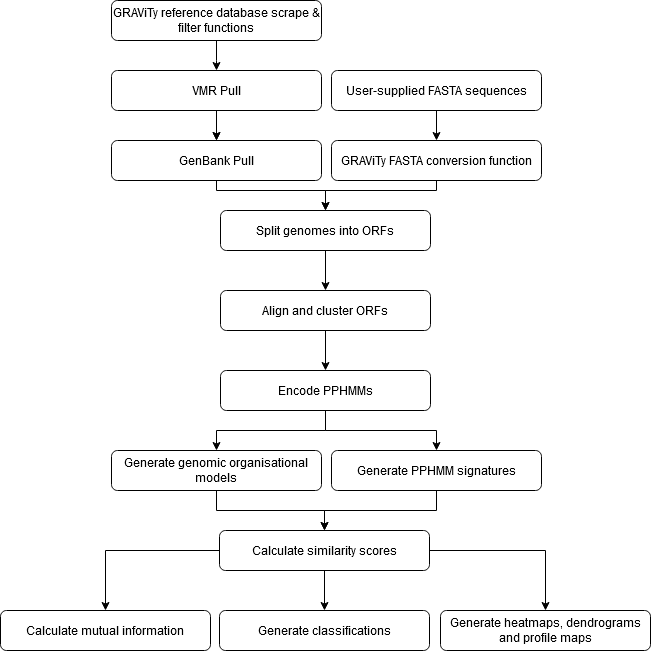 GRAViTy reference database scrape &
filter functions
VMR Pull
User-supplied FASTA sequences
GenBank Pull
GRAViTy FASTA conversion function
Split genomes into ORFs
Align and cluster ORFs
Encode PPHMMs
Generate genomic organisational
models
Generate PPHMM signatures
Calculate similarity scores
Calculate mutual information
Generate classifications
Generate heatmaps, dendrograms
and profile maps